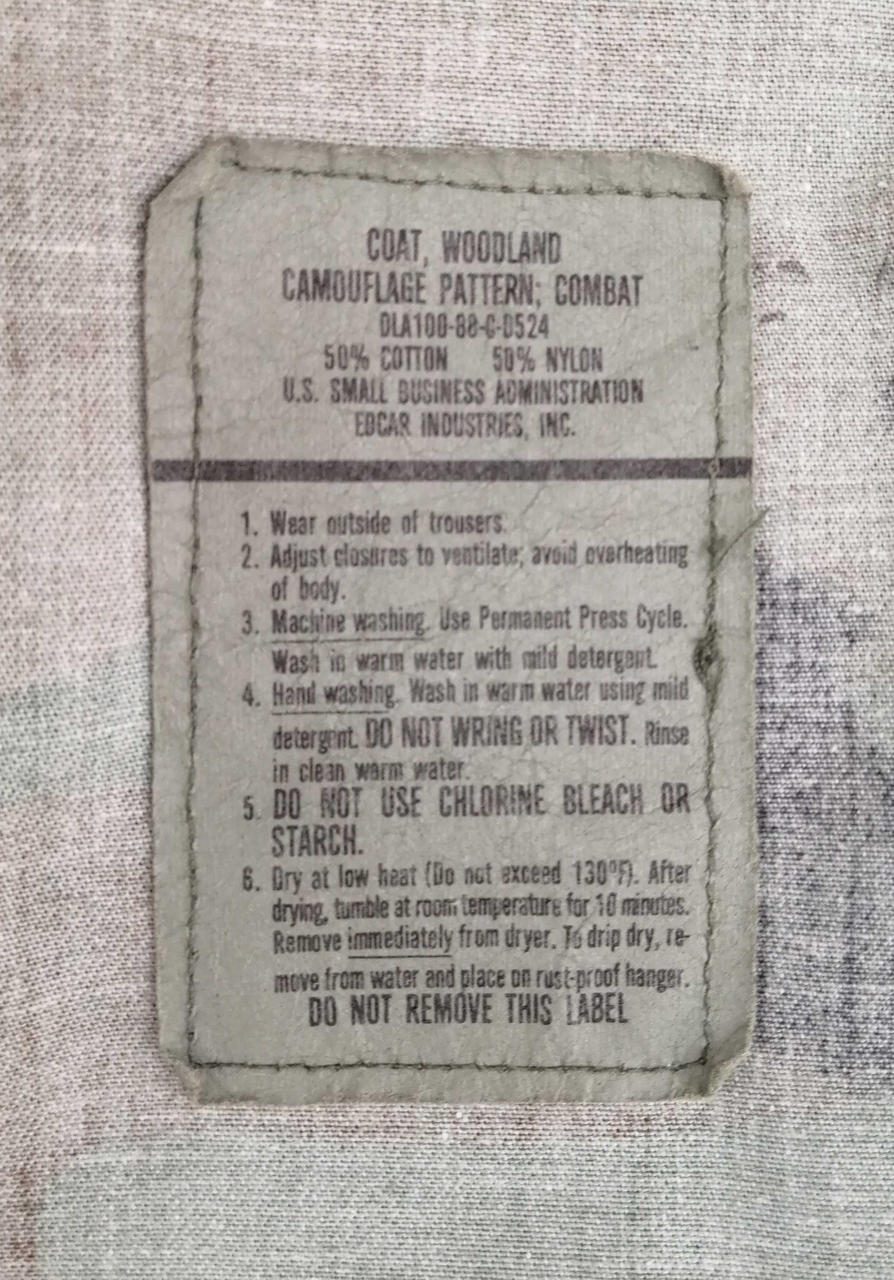 COAT, WOODLAND
CAMOUFLAGE PATTERN; COMBAT
DLA100-88-C-0524
50% COTTON 50% NYLON
U.S. SMALL BUSINESS ADMINISTRATION
EDCAR INDUSTRIES, INC.
1. Wear outside of trousers.
2. Adjust closures to ventilate; avoid overheating
of body.
3. Machine washing. Use Permanent Press Cycle.
Wash in warm water with mild detergent.
4. Hand washing. Wash in warm water using mild
detergent. DO NOT WRING OR TWIST. Rinse
in clean warm water.
5. DO NOT USE CHLORINE BLEACH OR
STARCH.
6. Dry at low heat (Do not exceed 130°F). After
drying, tumble at room temperature for 10 minutes.
Remove immediately from dryer. To drip dry, re-
move from water and place on rust-proof hanger.
DO NOT REMOVE THIS LABEL